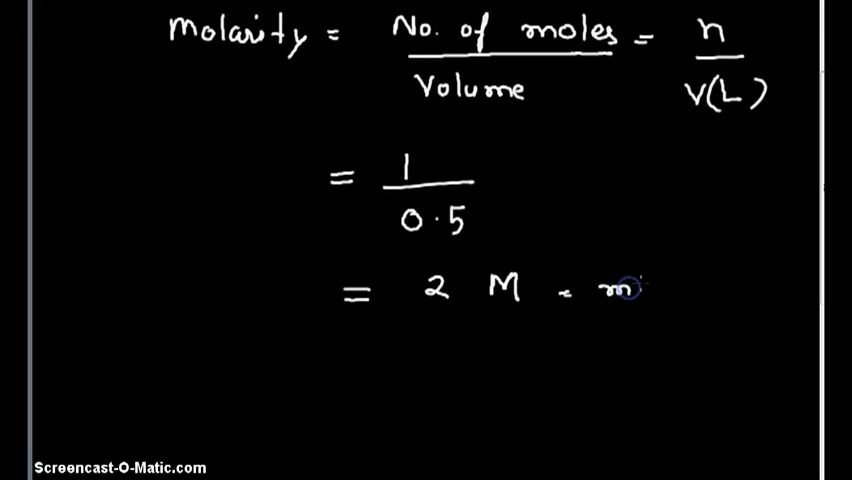 Molarity = No. of moles / Volume = n / V(L)
= 1 / 0.5
= 2 M = m
Screencast-O-Matic.com